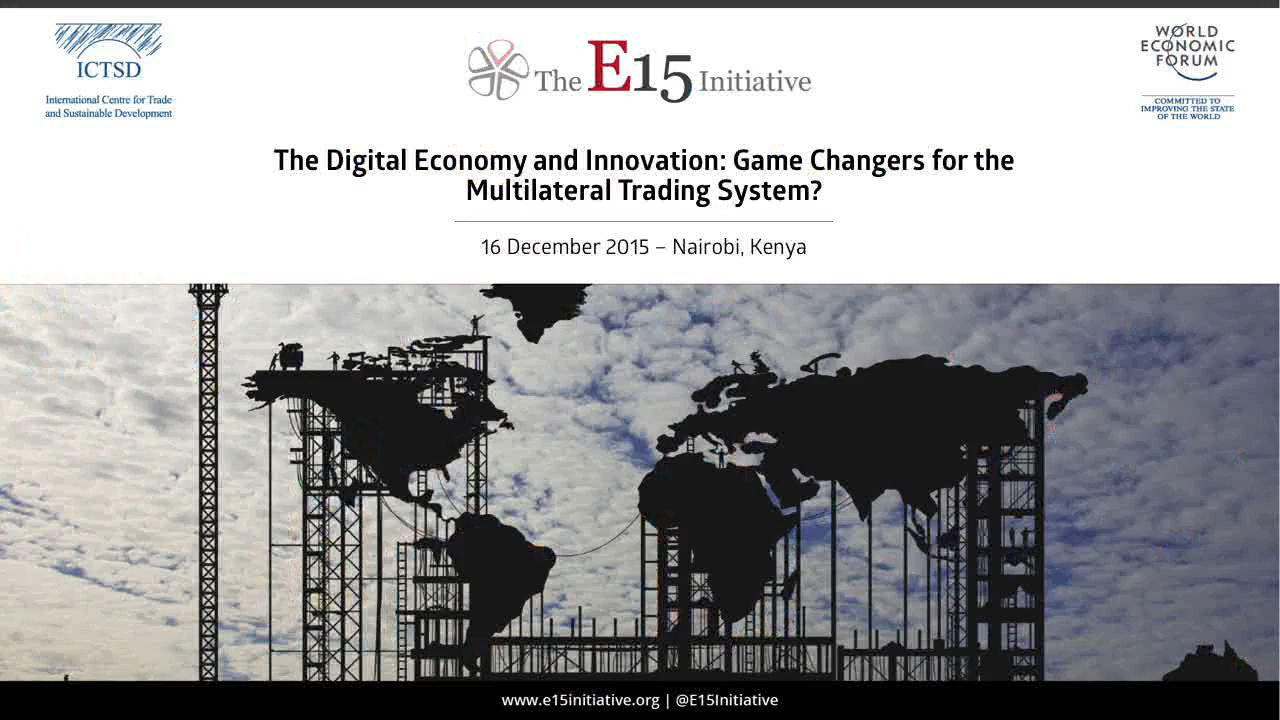 ICTSD
International Centre for Trade
and Sustainable Development
The E15 Initiative
WORLD
ECONOMIC
FORUM
COMMITTED TO
IMPROVING THE STATE
OF THE WORLD
The Digital Economy and Innovation: Game Changers for the
Multilateral Trading System?
16 December 2015 – Nairobi, Kenya
www.e15initiative.org | @E15Initiative